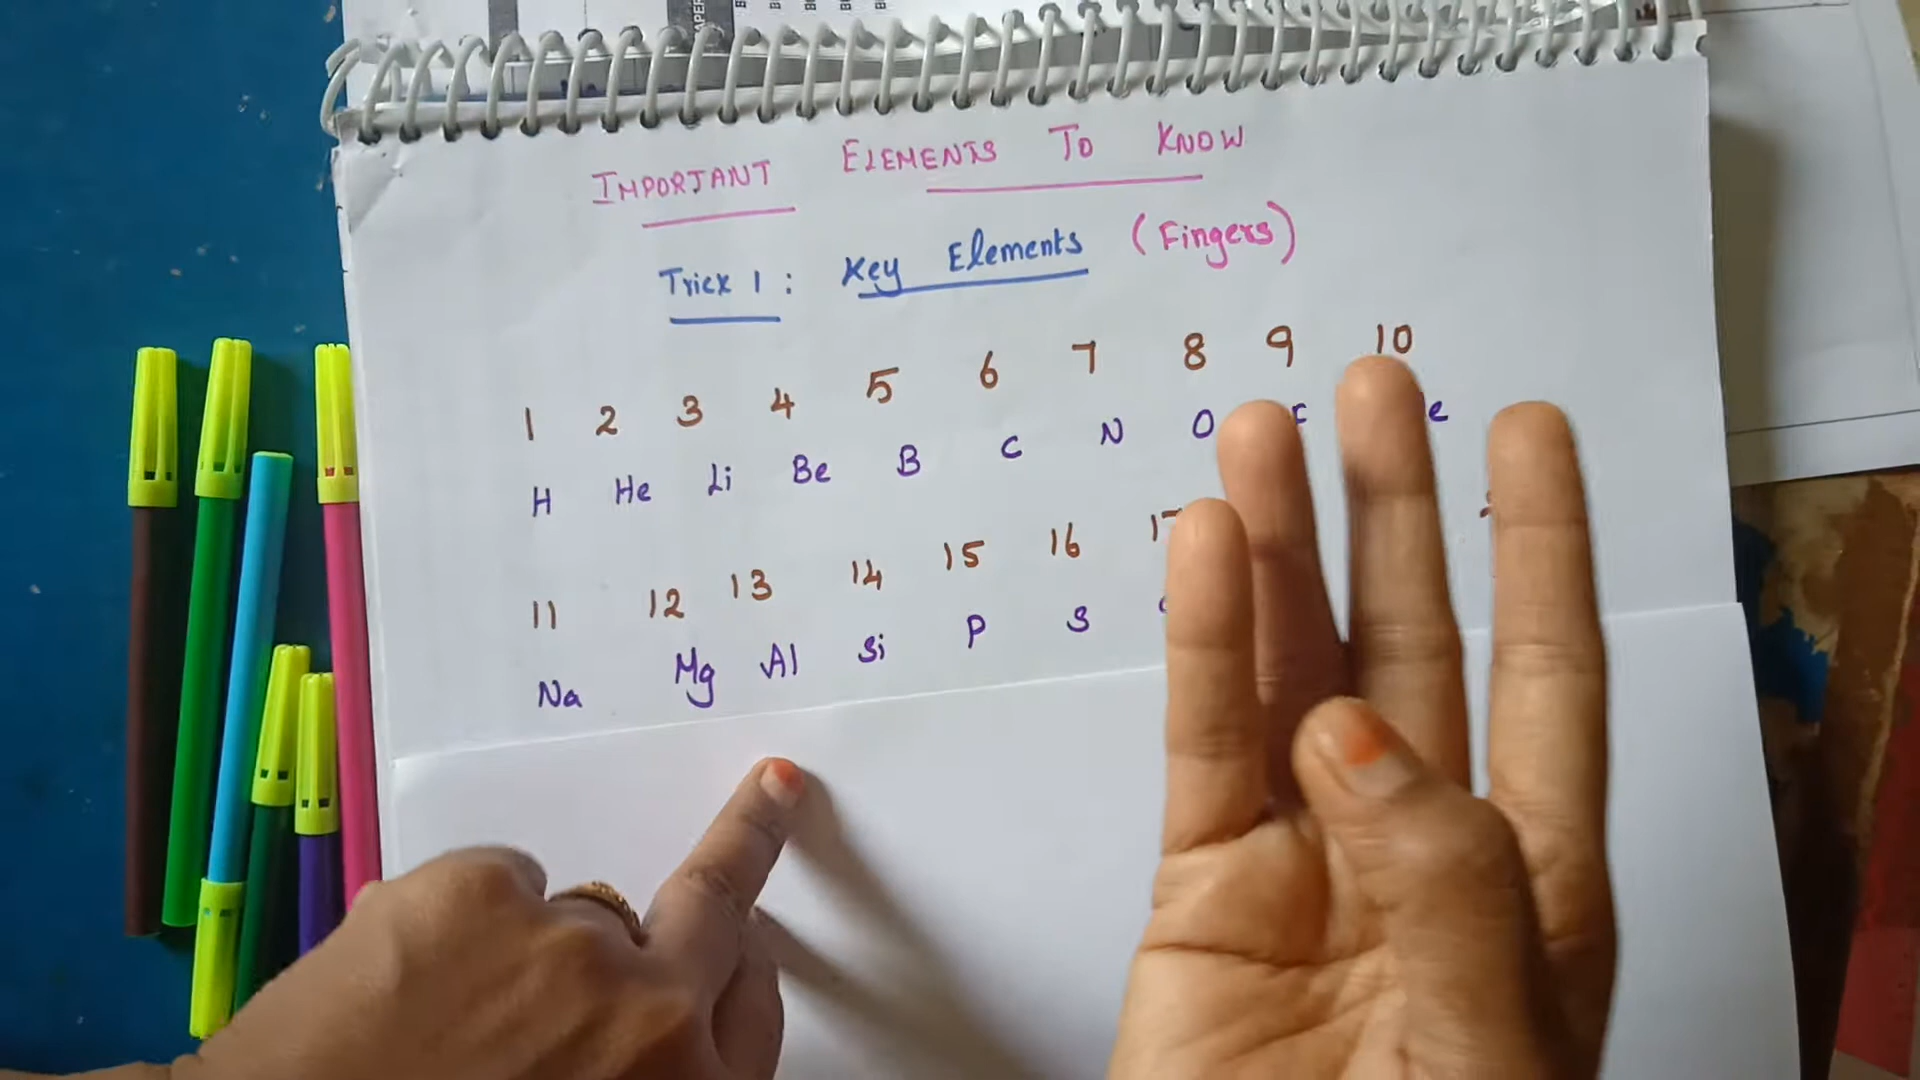 IMPORTANT ELEMENTS TO KNOW
Trick 1 : Key Elements (Fingers)
1 2 3 4 5 6 7 8 9 10
H He Li Be B C N O F e
11 12 13 14 15 16 17
Na Mg Al Si P S